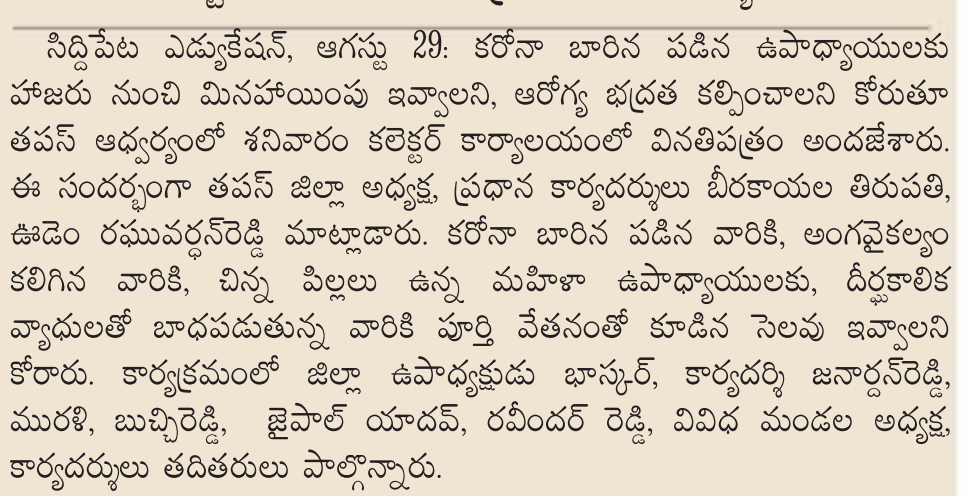 సిద్దిపేట ఎడ్యుకేషన్, ఆగస్టు 29: కరోనా బారిన పడిన ఉపాధ్యాయులకు
హాజరు నుంచి మినహాయింపు ఇవ్వాలని, ఆరోగ్య భద్రత కల్పించాలని కోరుతూ
తపస్ ఆధ్వర్యంలో శనివారం కలెక్టర్ కార్యాలయంలో వినతిపత్రం అందజేశారు.
ఈ సందర్భంగా తపస్ జిల్లా అధ్యక్ష, ప్రధాన కార్యదర్శులు బీరకాయల తిరుపతి,
ఊడెం రఘువర్ధన్‌రెడ్డి మాట్లాడారు. కరోనా బారిన పడిన వారికి, అంగవైకల్యం
కలిగిన వారికి, చిన్న పిల్లలు ఉన్న మహిళా ఉపాధ్యాయులకు, దీర్ఘకాలిక
వ్యాధులతో బాధపడుతున్న వారికి పూర్తి వేతనంతో కూడిన సెలవు ఇవ్వాలని
కోరారు. కార్యక్రమంలో జిల్లా ఉపాధ్యక్షుడు భాస్కర్, కార్యదర్శి జనార్దన్‌రెడ్డి,
మురళి, బుచ్చిరెడ్డి, జైపాల్ యాదవ్, రవీందర్ రెడ్డి, వివిధ మండల అధ్యక్ష,
కార్యదర్శులు తదితరులు పాల్గొన్నారు.